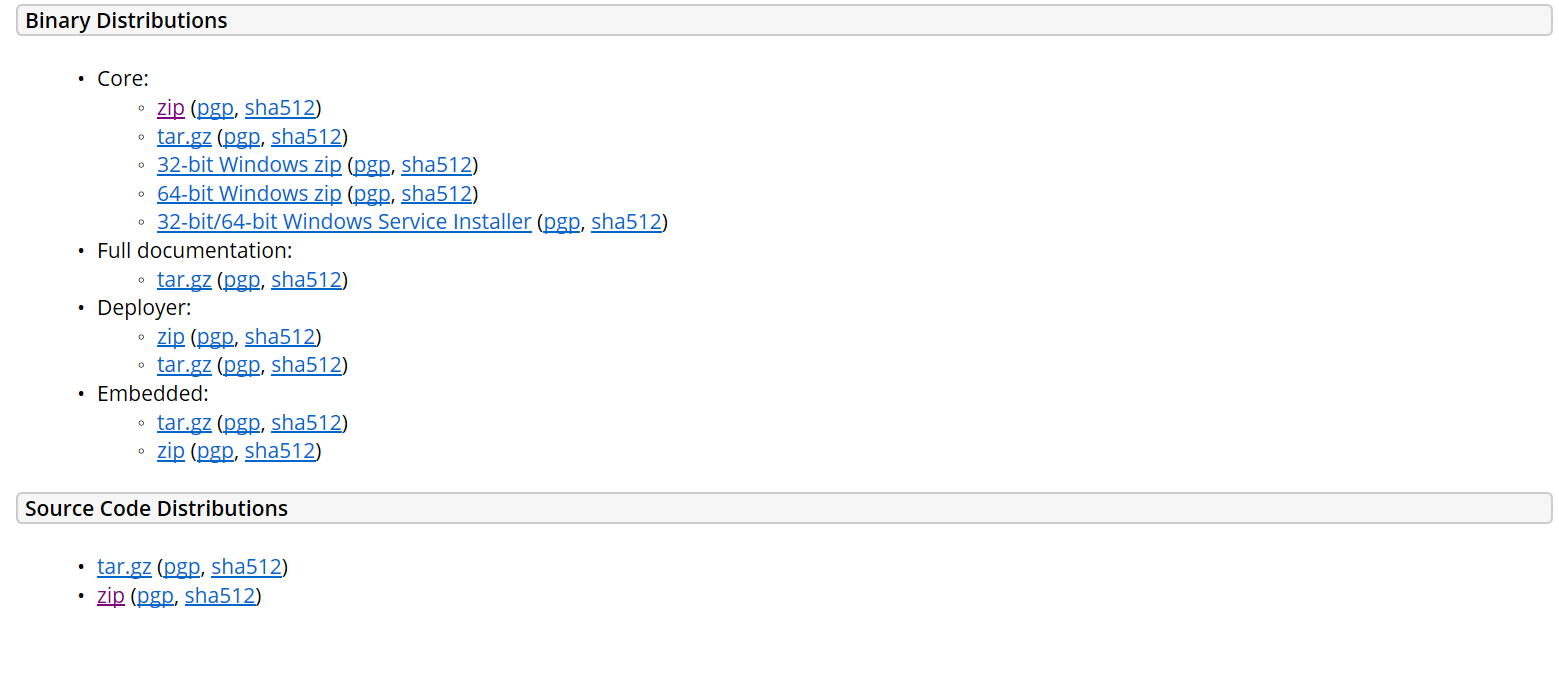 Binary Distributions
• Core:
◦ zip (pgp, sha512)
◦ tar.gz (pgp, sha512)
◦ 32-bit Windows zip (pgp, sha512)
◦ 64-bit Windows zip (pgp, sha512)
◦ 32-bit/64-bit Windows Service Installer (pgp, sha512)
• Full documentation:
◦ tar.gz (pgp, sha512)
• Deployer:
◦ zip (pgp, sha512)
◦ tar.gz (pgp, sha512)
• Embedded:
◦ tar.gz (pgp, sha512)
◦ zip (pgp, sha512)
Source Code Distributions
• tar.gz (pgp, sha512)
• zip (pgp, sha512)